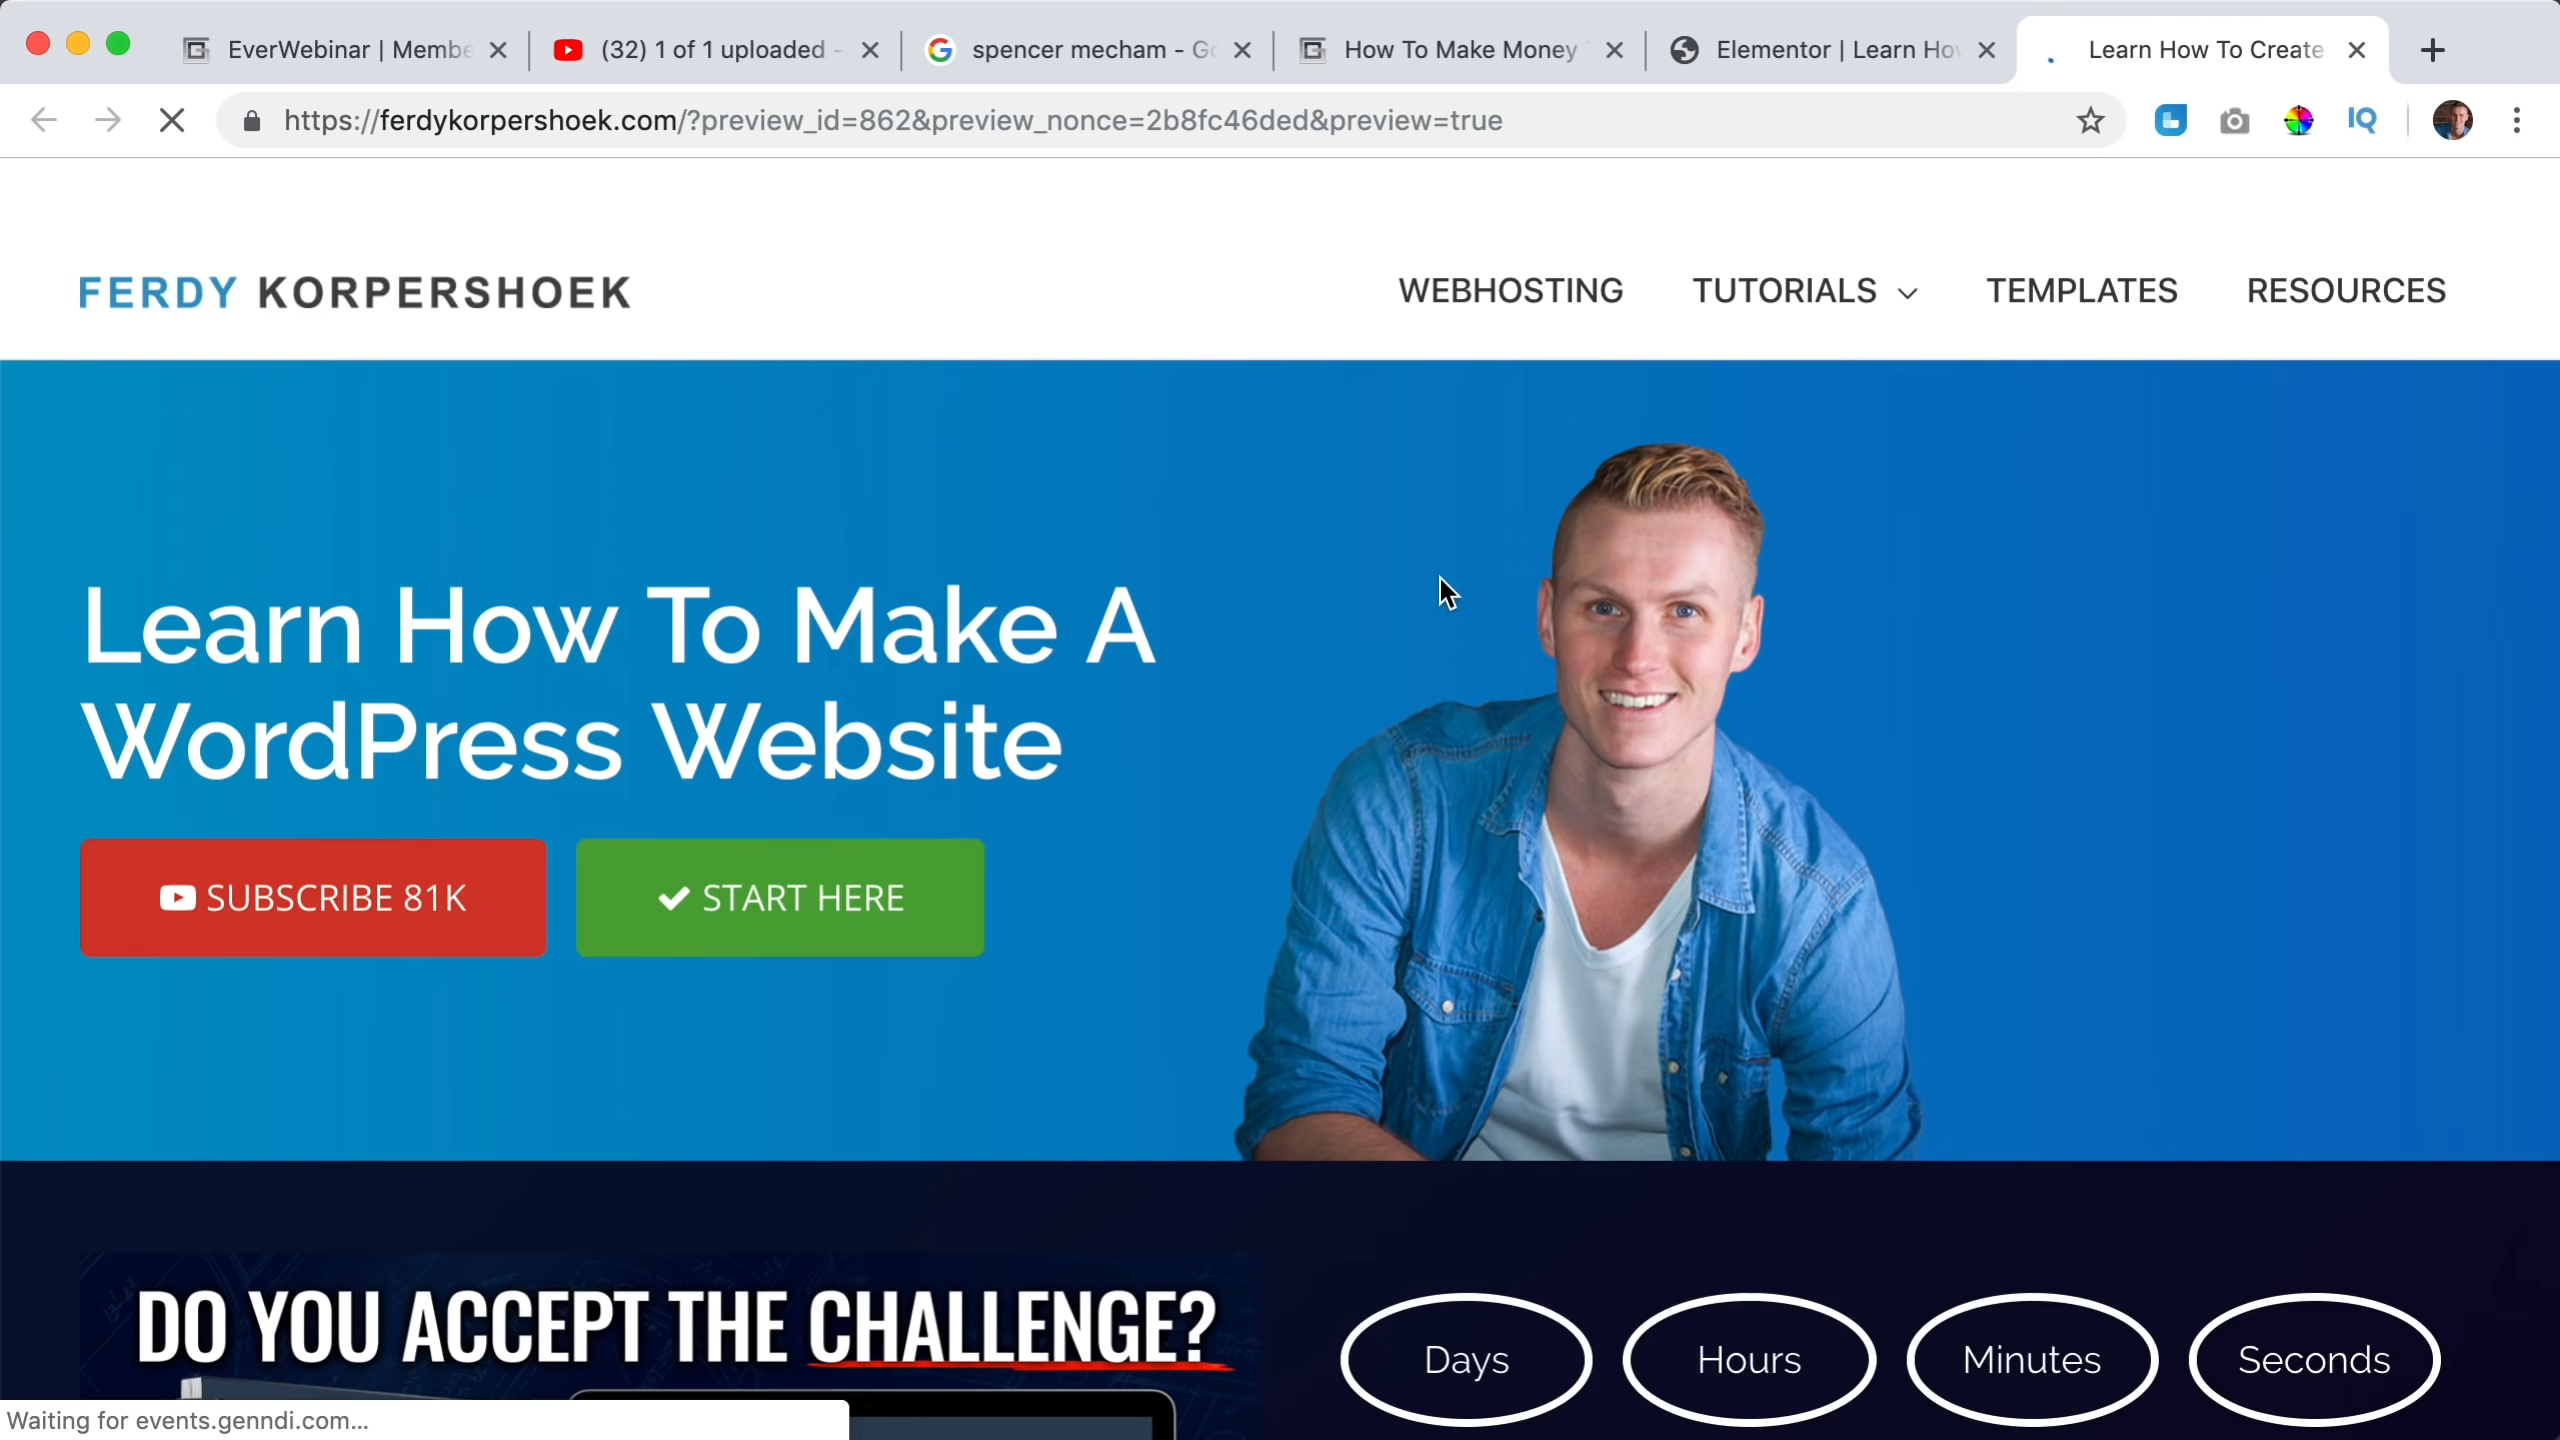 EverWebinar | Membe
(32) 1 of 1 uploaded -
spencer mecham - Go
How To Make Money
Elementor | Learn How
Learn How To Create
https://ferdykorpershoek.com/?preview_id=862&preview_nonce=2b8fc46ded&preview=true
IQ
FERDY KORPERSHOEK
WEBHOSTING
TUTORIALS
TEMPLATES
RESOURCES
Learn How To Make A
WordPress Website
SUBSCRIBE 81K
START HERE
DO YOU ACCEPT THE CHALLENGE?
Days
Hours
Minutes
Seconds
Waiting for events.genndi.com...